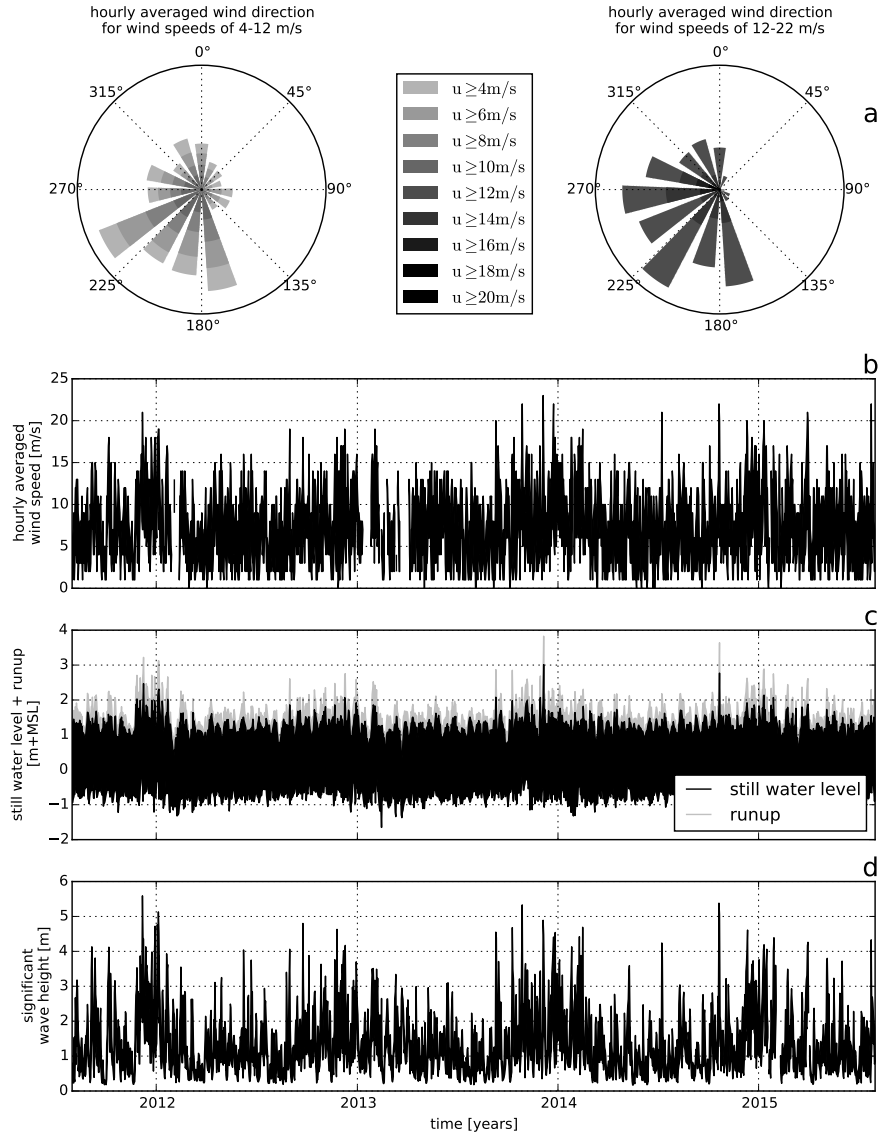 hourly averaged wind direction
for wind speeds of 4-12 m/s
hourly averaged wind direction
for wind speeds of 12-22 m/s
0°
45°
90°
135°
180°
225°
270°
315°
u ≥4m/s
u ≥6m/s
u ≥8m/s
u ≥10m/s
u ≥12m/s
u ≥14m/s
u ≥16m/s
u ≥18m/s
u ≥20m/s
0°
45°
90°
135°
180°
225°
270°
315°
a
b
hourly averaged
wind speed [m/s]
25
20
15
10
5
0
c
still water level + runup
[m+MSL]
4
3
2
1
0
−1
−2
still water level
runup
d
significant
wave height [m]
6
5
4
3
2
1
0
2012
2013
2014
2015
time [years]